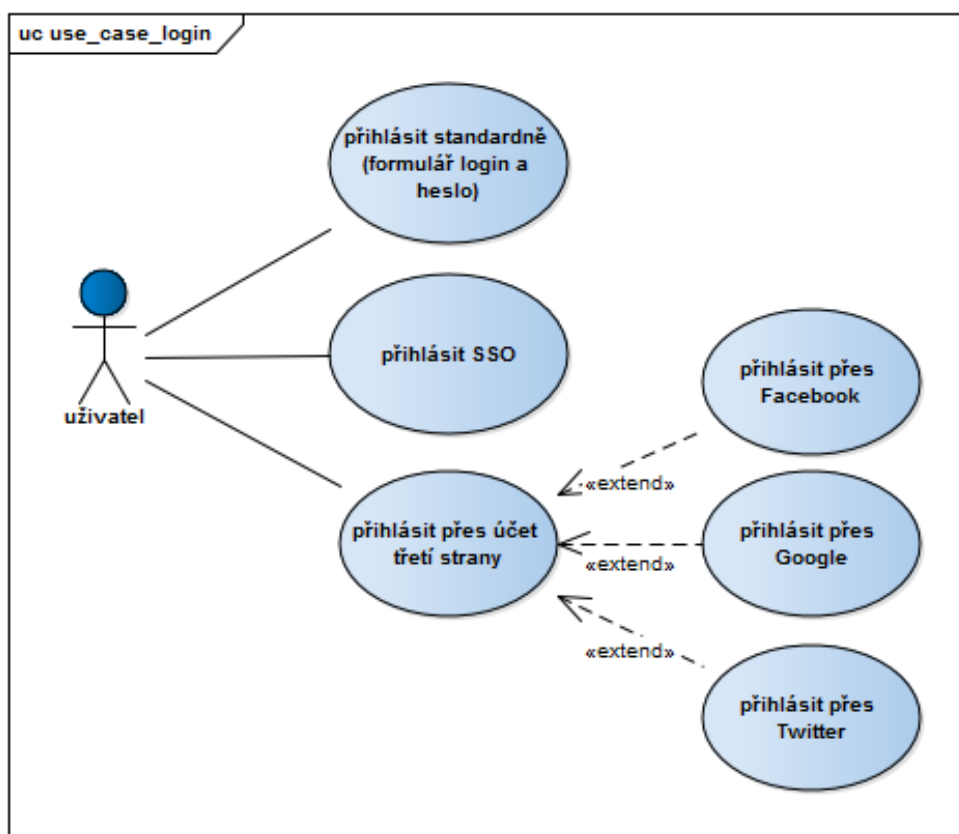 uc use_case_login
přihlásit standardně
(formulář login a
heslo)
přihlásit SSO
uživatel
přihlásit přes
Facebook
«extend»
přihlásit přes účet
třetí strany
přihlásit přes
Google
«extend»
«extend»
přihlásit přes
Twitter